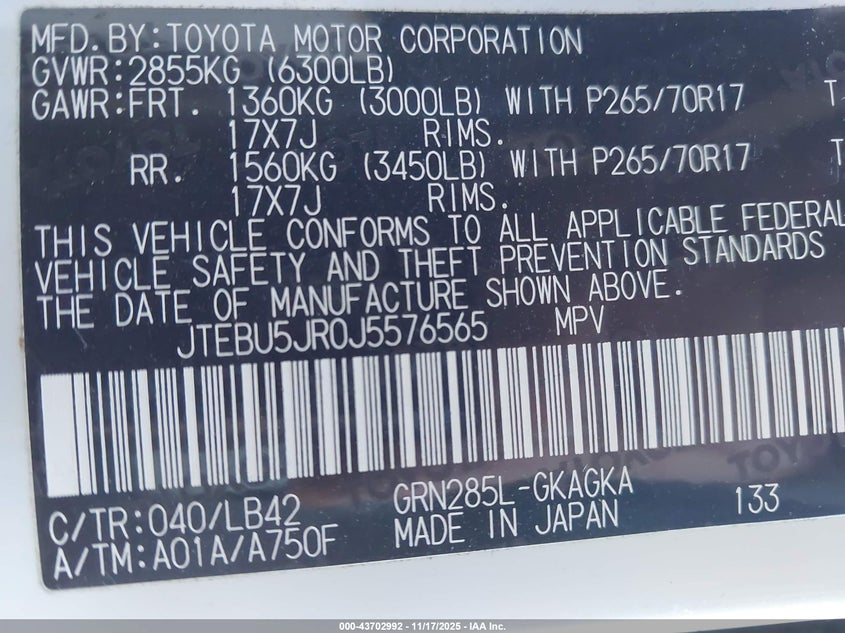 MFD.BY:TOYOTA MOTOR CORPORATION
GVWR:2855KG (6300LB)
GAWR:FRT. 1360KG (3000LB) WITH P265/70R17 T
17X7J RIMS.
RR. 1560KG (3450LB) WITH P265/70R17 T
17X7J RIMS.
THIS VEHICLE CONFORMS TO ALL APPLICABLE FEDERAL
VEHICLE SAFETY AND THEFT PREVENTION STANDARDS
THE DATE OF MANUFACTURE SHOWN ABOVE.
JTEBU5JR0J5576565 MPV
C/TR:040/LB42 GRN285L-GKAGKA 133
A/TM:A01A/A750F MADE IN JAPAN
000-43702992 - 11/17/2025 - IAA Inc.